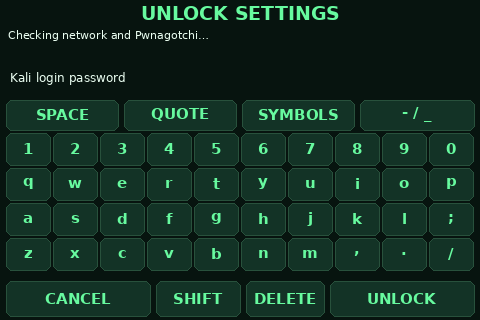 UNLOCK SETTINGS
Checking network and Pwnagotchi...
Kali login password
SPACE QUOTE SYMBOLS - / _
1 2 3 4 5 6 7 8 9 0
q w e r t y u i o p
a s d f g h j k l ;
z x c v b n m , . /
CANCEL SHIFT DELETE UNLOCK